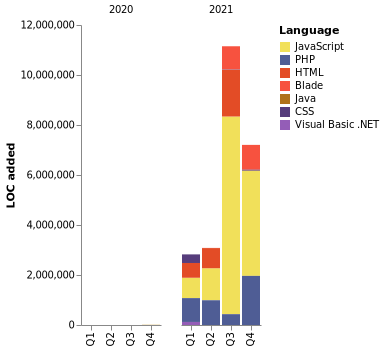 2020
2021
LOC added
12,000,000
10,000,000
8,000,000
6,000,000
4,000,000
2,000,000
0
Q1
Q2
Q3
Q4
Q1
Q2
Q3
Q4
Language
JavaScript
PHP
HTML
Blade
Java
CSS
Visual Basic .NET